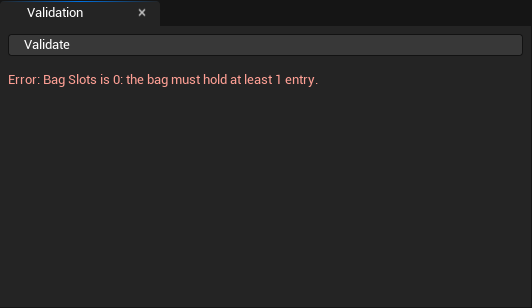 Validation
Validate
Error: Bag Slots is 0: the bag must hold at least 1 entry.